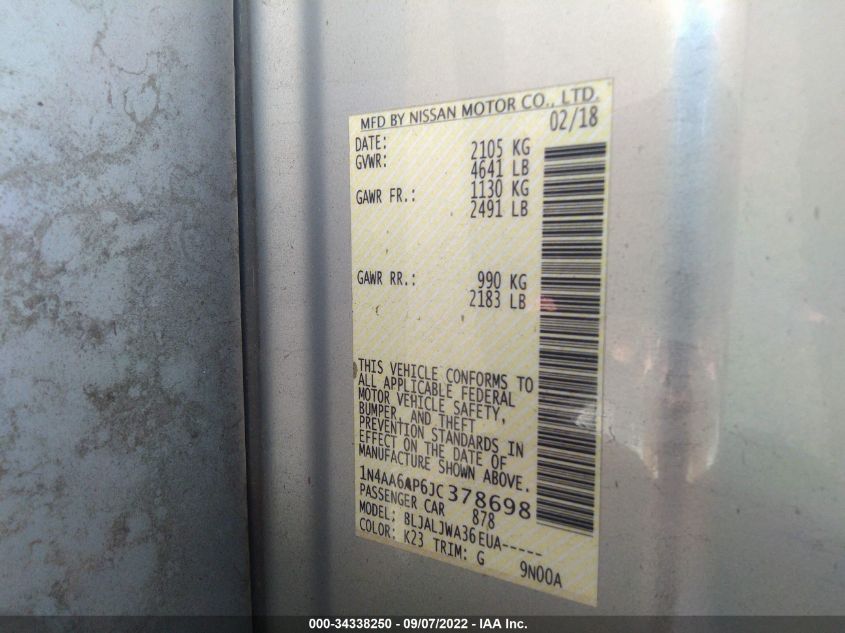 MFD BY NISSAN MOTOR CO., LTD.
DATE: 02/18
GVWR: 2105 KG
4641 LB
GAWR FR.: 1130 KG
2491 LB
GAWR RR.: 990 KG
2183 LB
THIS VEHICLE CONFORMS TO
ALL APPLICABLE FEDERAL
MOTOR VEHICLE SAFETY,
BUMPER, AND THEFT
PREVENTION STANDARDS IN
EFFECT ON THE DATE OF
MANUFACTURE SHOWN ABOVE.
1N4AA6AP6JC378698
PASSENGER CAR 878
MODEL: BLJALJWA36EUA-----
COLOR: K23 TRIM: G 9N00A
000-34338250 - 09/07/2022 - IAA Inc.